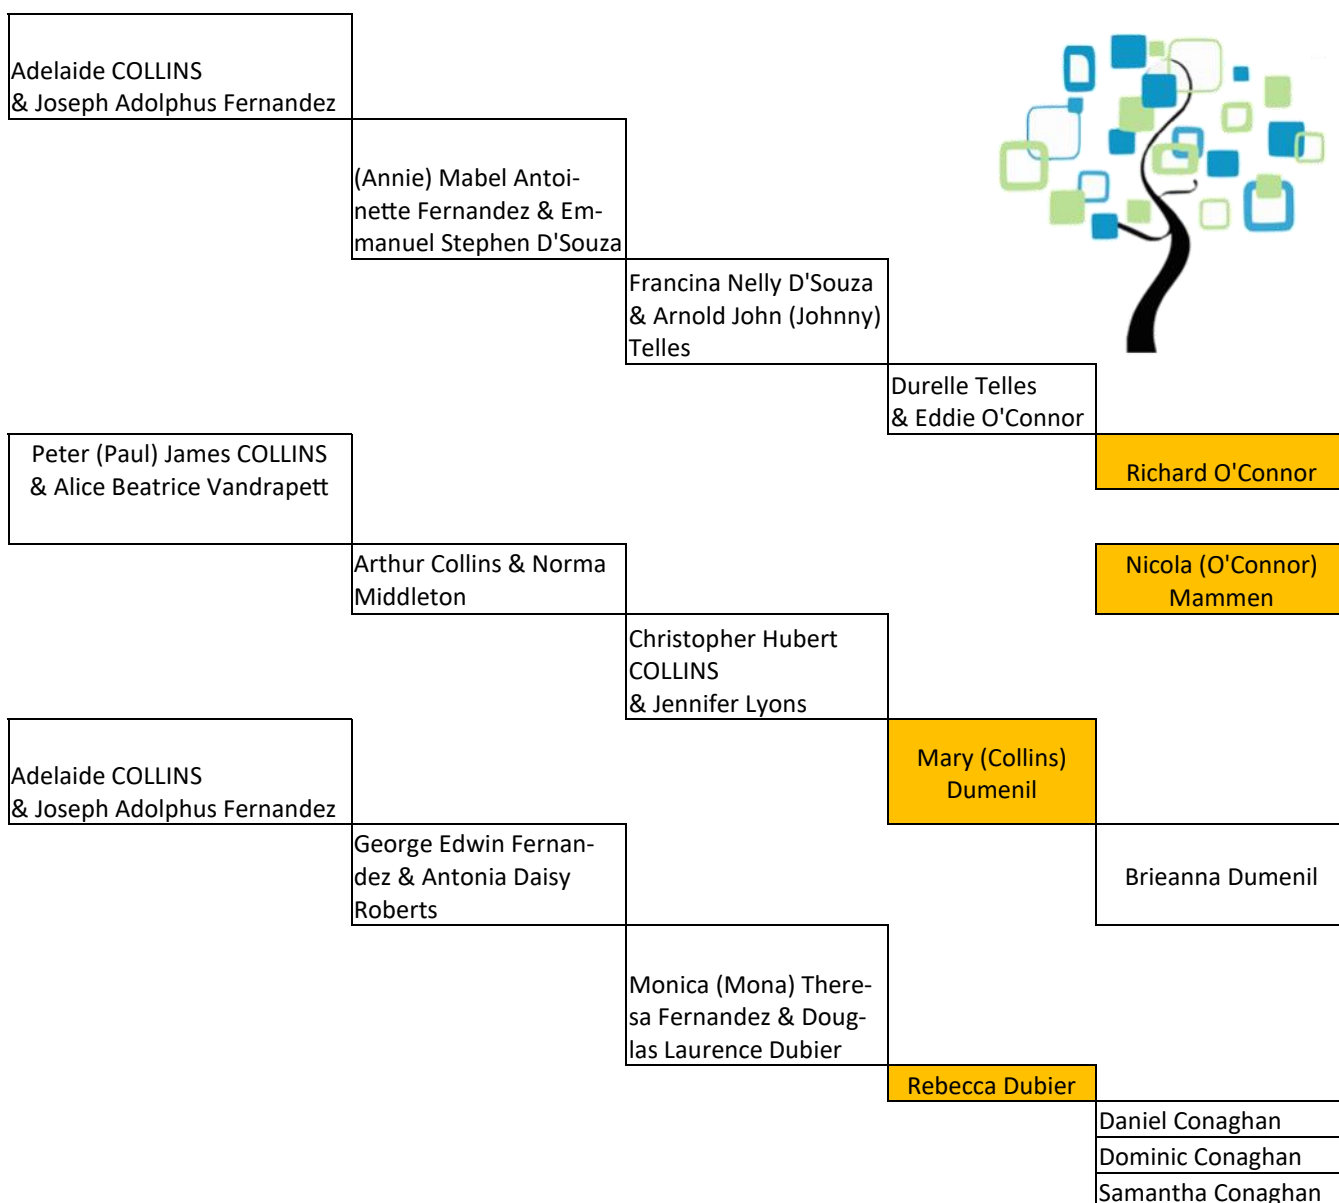 Adelaide COLLINS
& Joseph Adolphus Fernandez
(Annie) Mabel Antoi-
nette Fernandez & Em-
manuel Stephen D'Souza
Francina Nelly D'Souza
& Arnold John (Johnny)
Telles
Durelle Telles
& Eddie O'Connor
Richard O'Connor
Peter (Paul) James COLLINS
& Alice Beatrice Vandrapett
Nicola (O'Connor)
Mammen
Arthur Collins & Norma
Middleton
Christopher Hubert
COLLINS
& Jennifer Lyons
Mary (Collins)
Dumenil
Brieanna Dumenil
Adelaide COLLINS
& Joseph Adolphus Fernandez
George Edwin Fernan-
dez & Antonia Daisy
Roberts
Monica (Mona) There-
sa Fernandez & Doug-
las Laurence Dubier
Rebecca Dubier
Daniel Conaghan
Dominic Conaghan
Samantha Conaghan